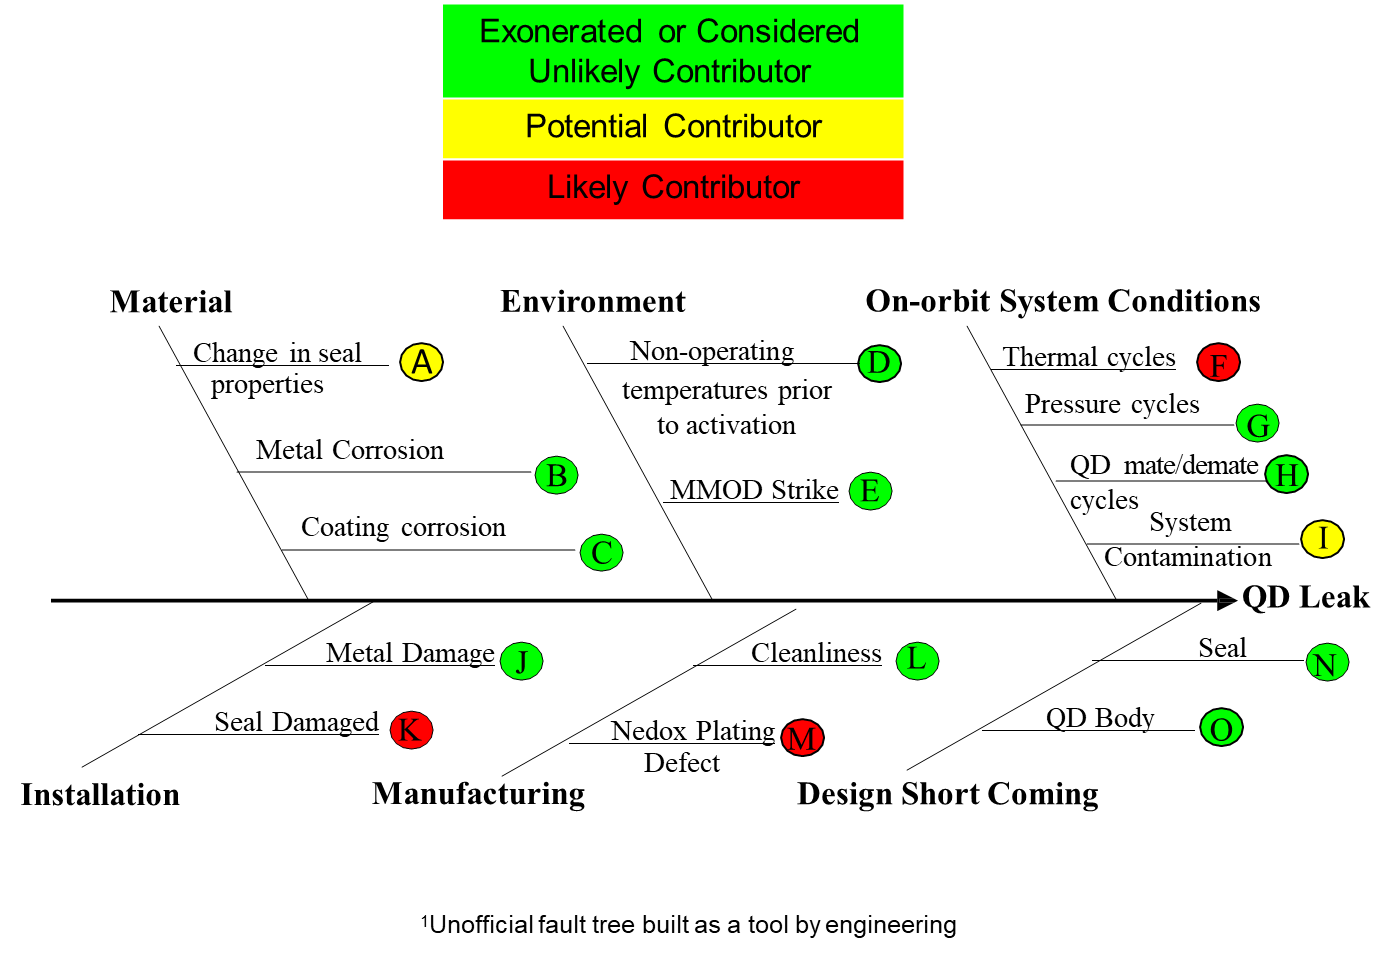 Exonerated or Considered
Unlikely Contributor
Potential Contributor
Likely Contributor
Material
Change in seal
properties
A
Metal Corrosion
B
Coating corrosion
C
Environment
Non-operating
temperatures prior
to activation
D
MMOD Strike
E
On-orbit System Conditions
Thermal cycles
F
Pressure cycles
G
QD mate/demate
cycles
H
System
Contamination
I
QD Leak
Metal Damage
J
Seal Damaged
K
Installation
Cleanliness
L
Nedox Plating
Defect
M
Manufacturing
Seal
N
QD Body
O
Design Short Coming
¹Unofficial fault tree built as a tool by engineering